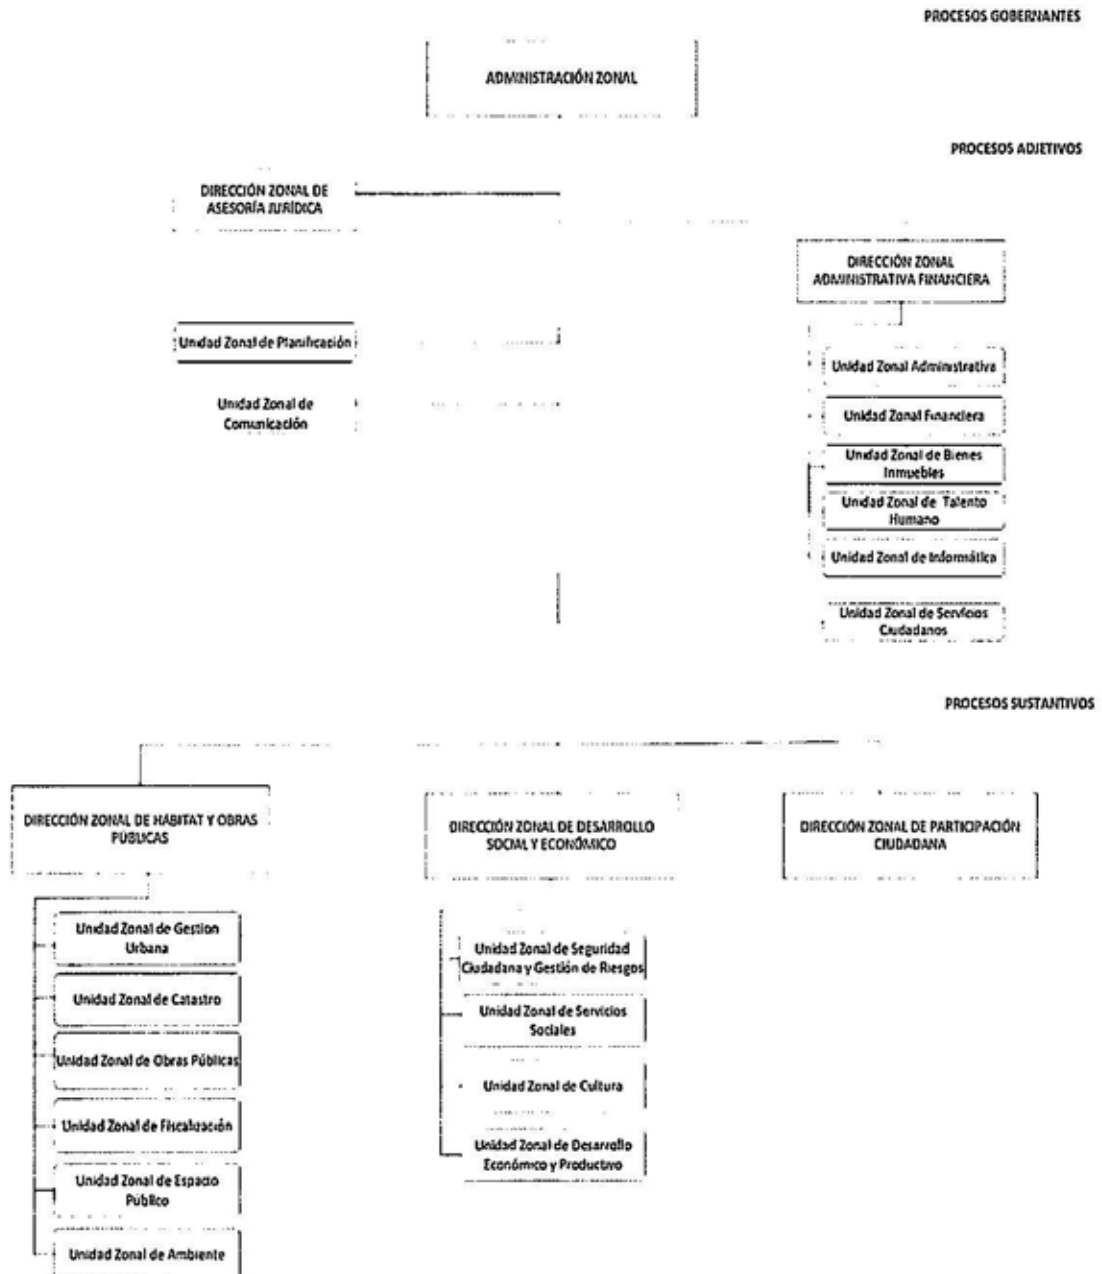 PROCESOS GOBERNANTES
ADMINISTRACIÓN ZONAL
PROCESOS ADJETIVOS
DIRECCIÓN ZONAL DE
ASESORÍA JURÍDICA
DIRECCIÓN ZONAL
ADMINISTRATIVA FINANCIERA
Unidad Zonal de Planificación
Unidad Zonal de
Comunicación
Unidad Zonal Administrativa
Unidad Zonal Financiera
Unidad Zonal de Bienes
Inmuebles
Unidad Zonal de Talento
Humano
Unidad Zonal de Informática
Unidad Zonal de Servicios
Ciudadanos
PROCESOS SUSTANTIVOS
DIRECCIÓN ZONAL DE HÁBITAT Y OBRAS
PÚBLICAS
Unidad Zonal de Gestion
Urbana
Unidad Zonal de Catastro
Unidad Zonal de Obras Públicas
Unidad Zonal de Fiscalización
Unidad Zonal de Espacio
Público
Unidad Zonal de Ambiente
DIRECCIÓN ZONAL DE DESARROLLO
SOCIAL Y ECONÓMICO
Unidad Zonal de Seguridad
Ciudadana y Gestión de Riesgos
Unidad Zonal de Servicios
Sociales
Unidad Zonal de Cultura
Unidad Zonal de Desarrollo
Económico y Productivo
DIRECCIÓN ZONAL DE PARTICIPACIÓN
CIUDADANA